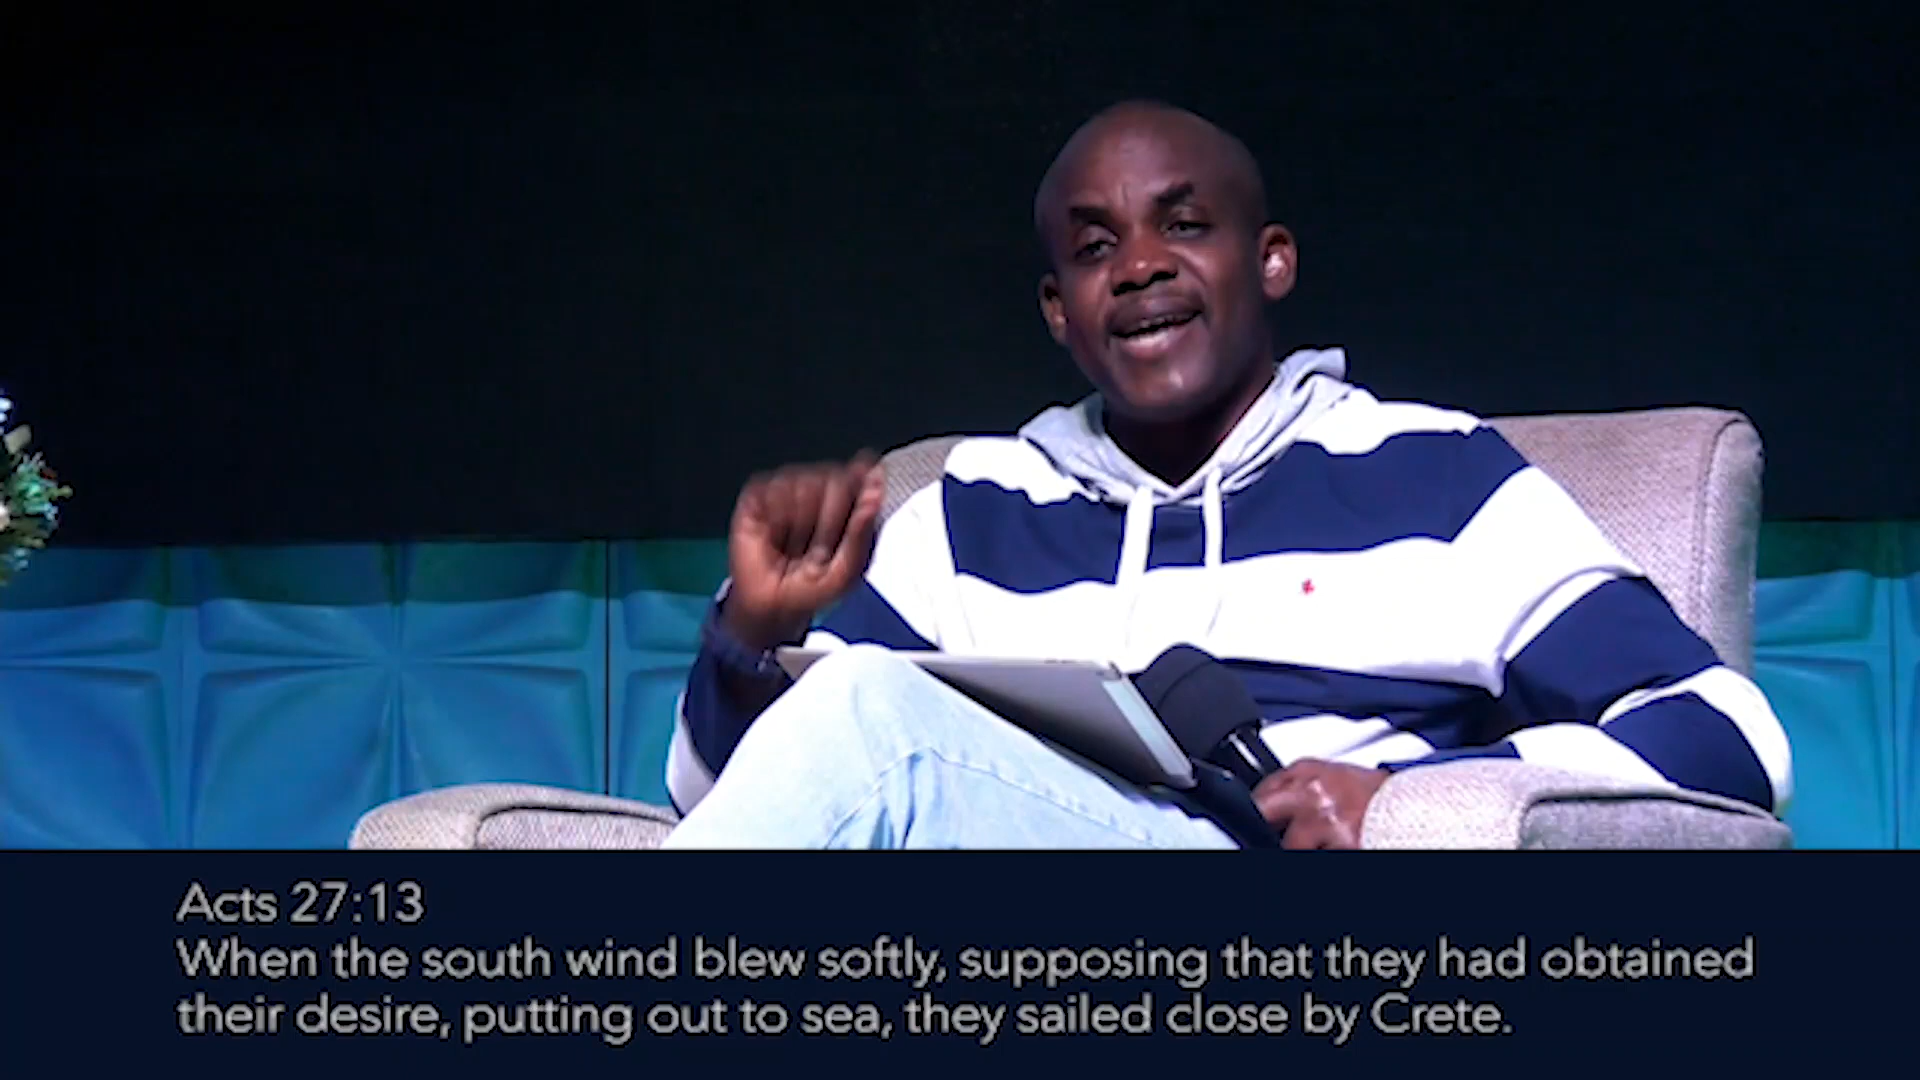 Acts 27:13
When the south wind blew softly, supposing that they had obtained
their desire, putting out to sea, they sailed close by Crete.